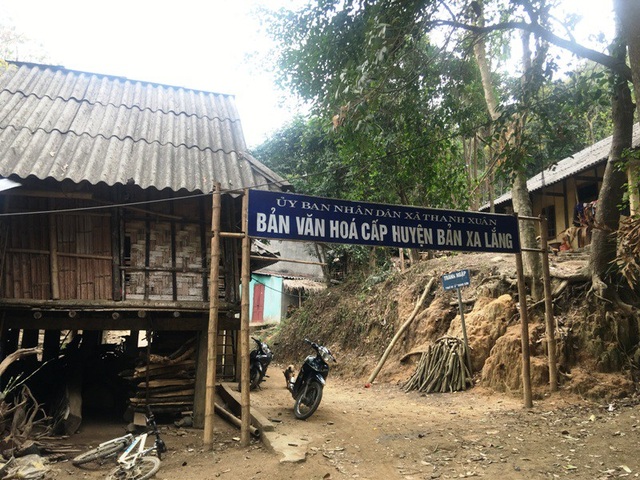 ỦY BAN NHÂN DÂN XÃ THANH XUÂN
BẢN VĂN HOÁ CẤP HUYỆN BẢN XA LẮNG